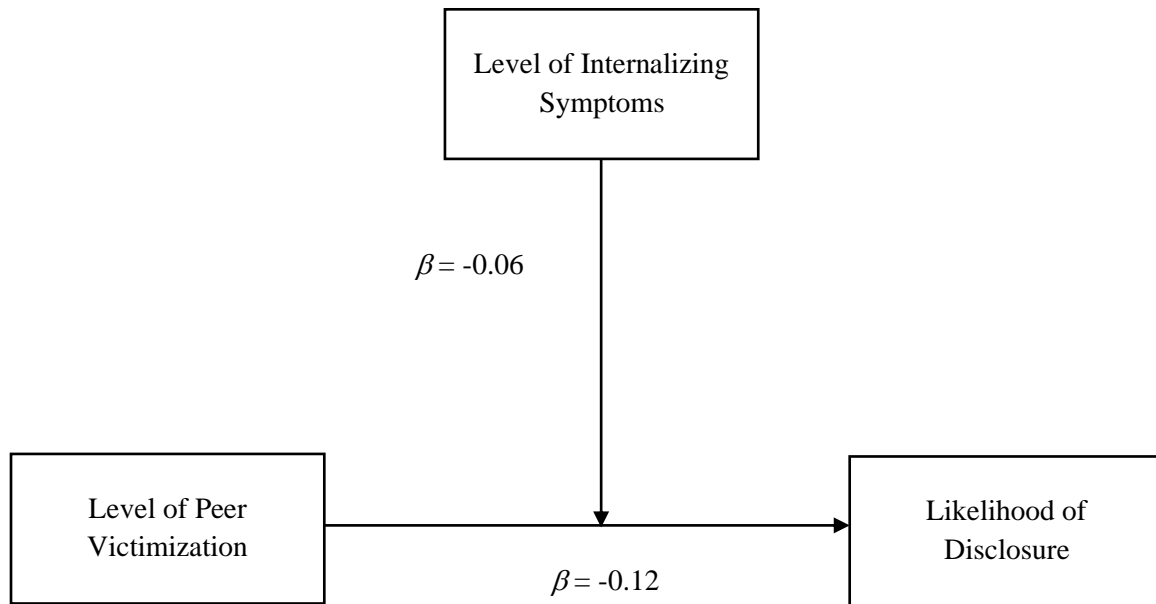 Level of Internalizing
Symptoms
β = -0.06
Level of Peer
Victimization
Likelihood of
Disclosure
β = -0.12